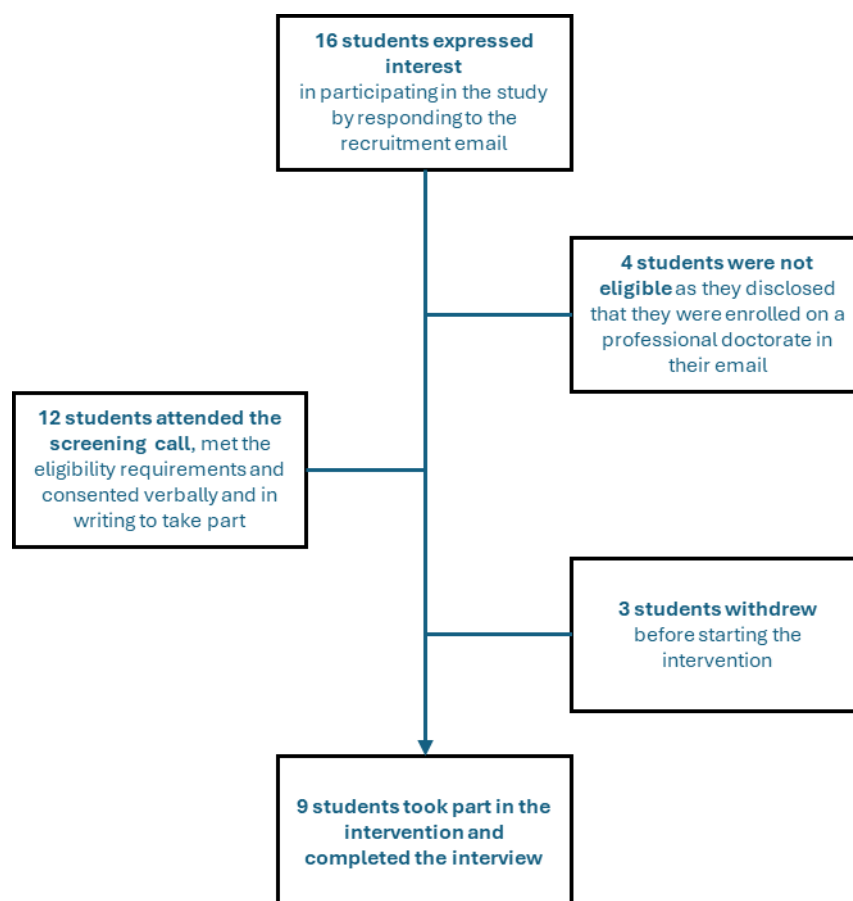 16 students expressed
interest
in participating in the study
by responding to the
recruitment email
4 students were not
eligible as they disclosed
that they were enrolled on a
professional doctorate in
their email
12 students attended the
screening call, met the
eligibility requirements and
consented verbally and in
writing to take part
3 students withdrew
before starting the
intervention
9 students took part in the
intervention and
completed the interview